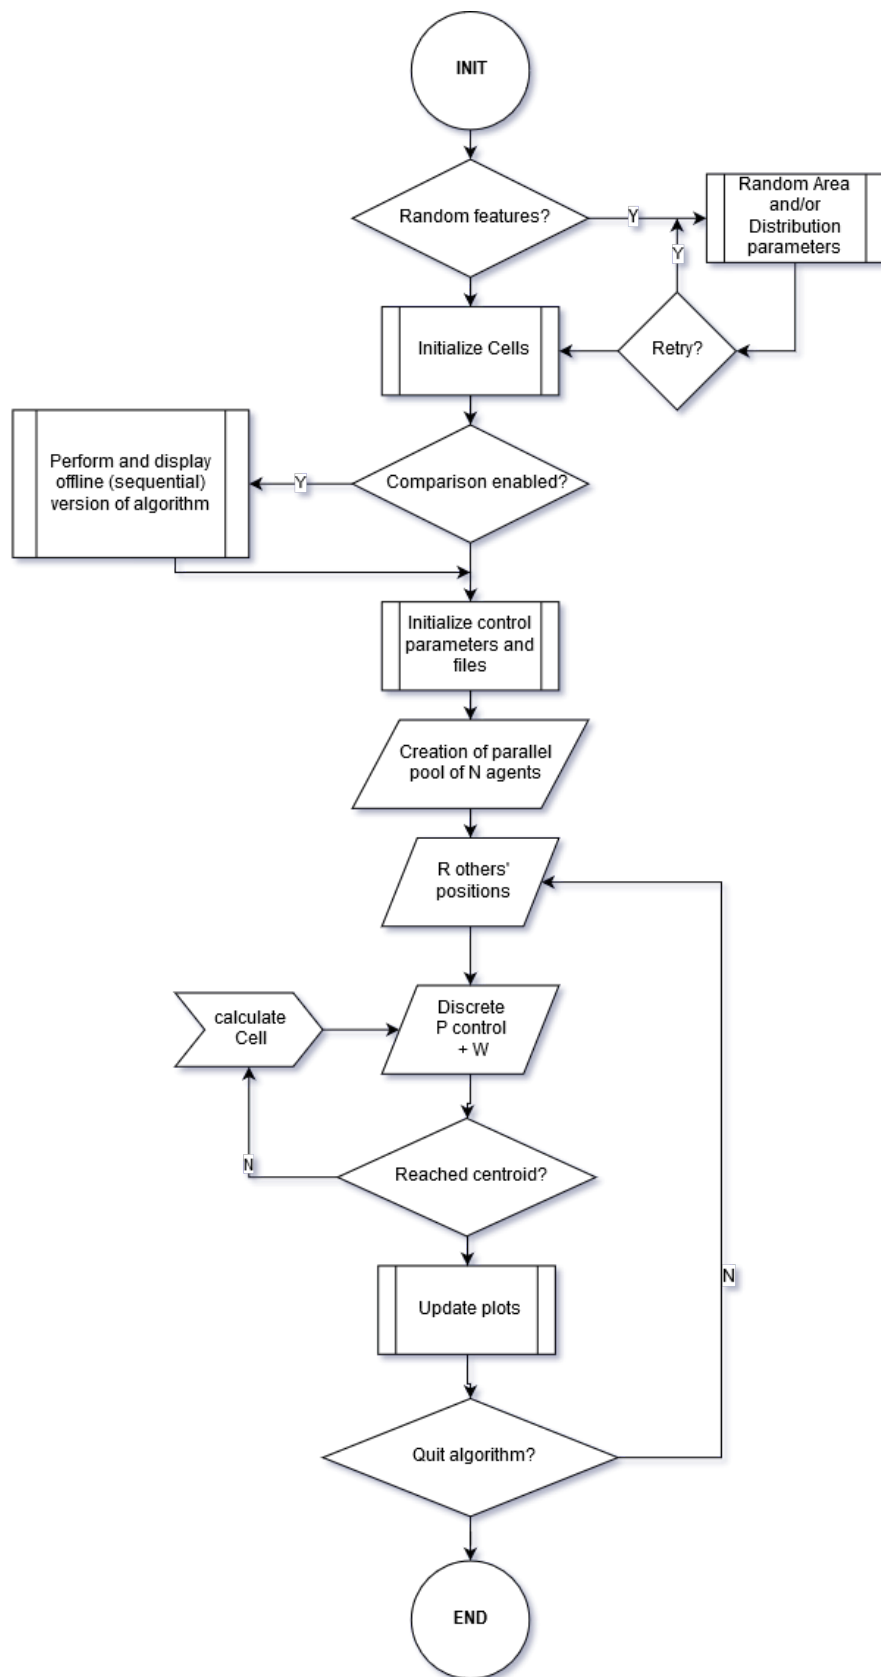 INIT
Random features?
Y
Random Area
and/or
Distribution
parameters
Y
Initialize Cells
Retry?
Perform and display
offline (sequential)
version of algorithm
Y
Comparison enabled?
Initialize control
parameters and
files
Creation of parallel
pool of N agents
R others'
positions
calculate
Cell
Discrete
P control
+ W
N
Reached centroid?
Update plots
N
Quit algorithm?
END